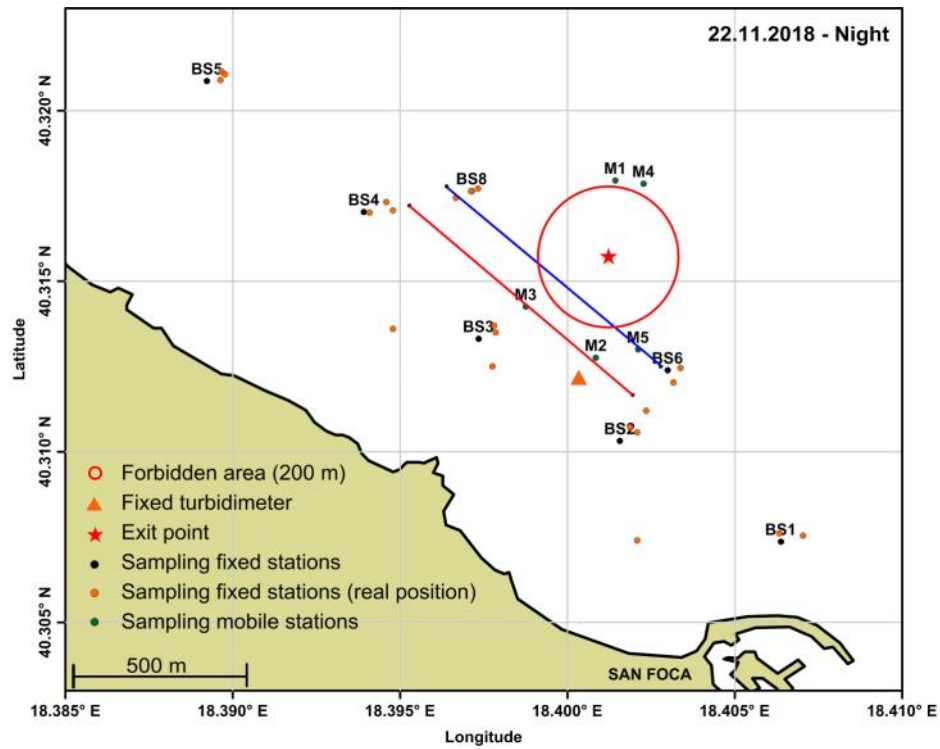 22.11.2018 - Night
BS5
40.320° N
M1 M4
BS8
BS4
40.315° N
M3
BS3
M5
M2
BS6
Latitude
BS2
40.310° N
Forbidden area (200 m)
Fixed turbidimeter
Exit point
BS1
Sampling fixed stations
Sampling fixed stations (real position)
40.305° N
Sampling mobile stations
500 m
SAN FOCA
18.385° E 18.390° E 18.395° E 18.400° E 18.405° E 18.410° E
Longitude